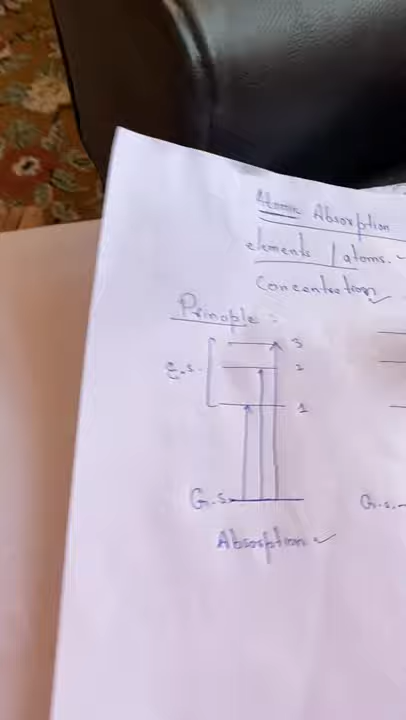 Atomic Absorption
elements / atoms.
Concentration
Principle :-
3
e.s.
2
1
G.s.
G.s.
Absorption